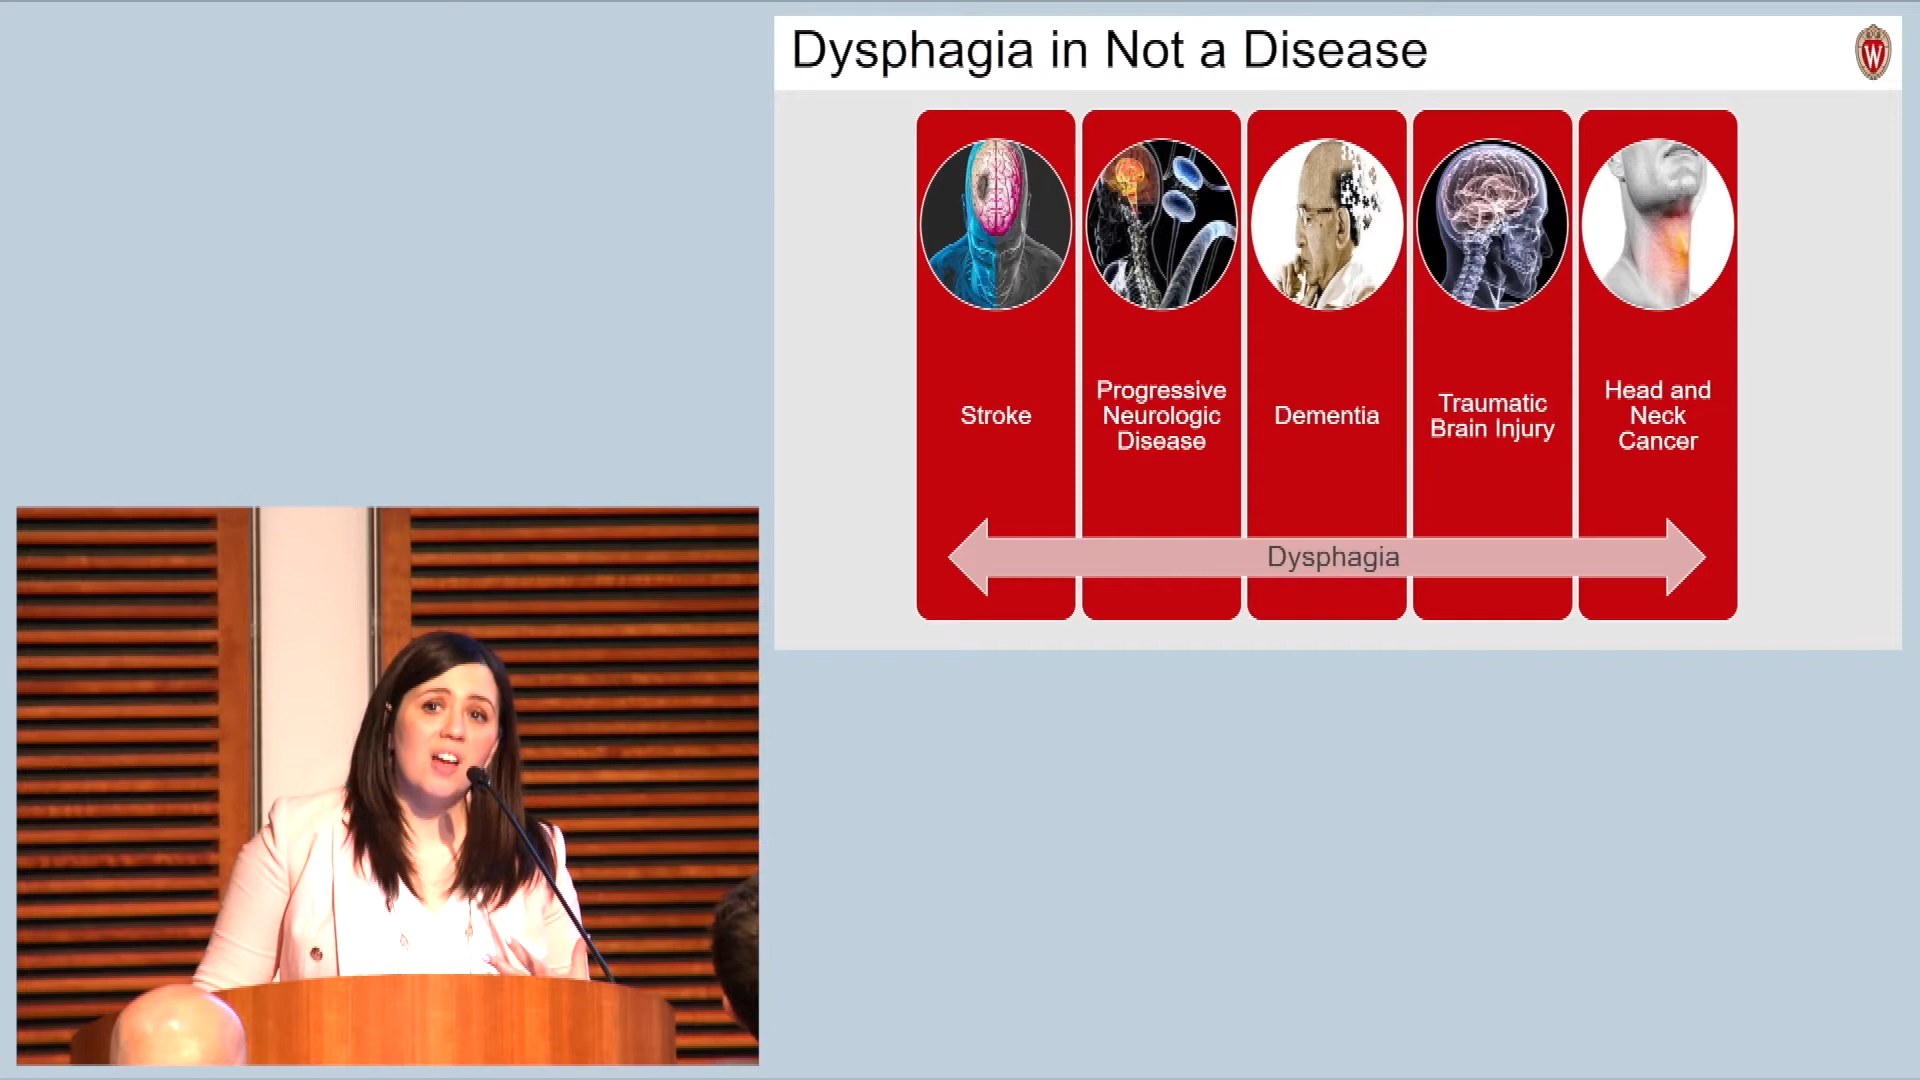 Dysphagia in Not a Disease
W
Stroke
Progressive
Neurologic
Disease
Dementia
Traumatic
Brain Injury
Head and
Neck
Cancer
Dysphagia